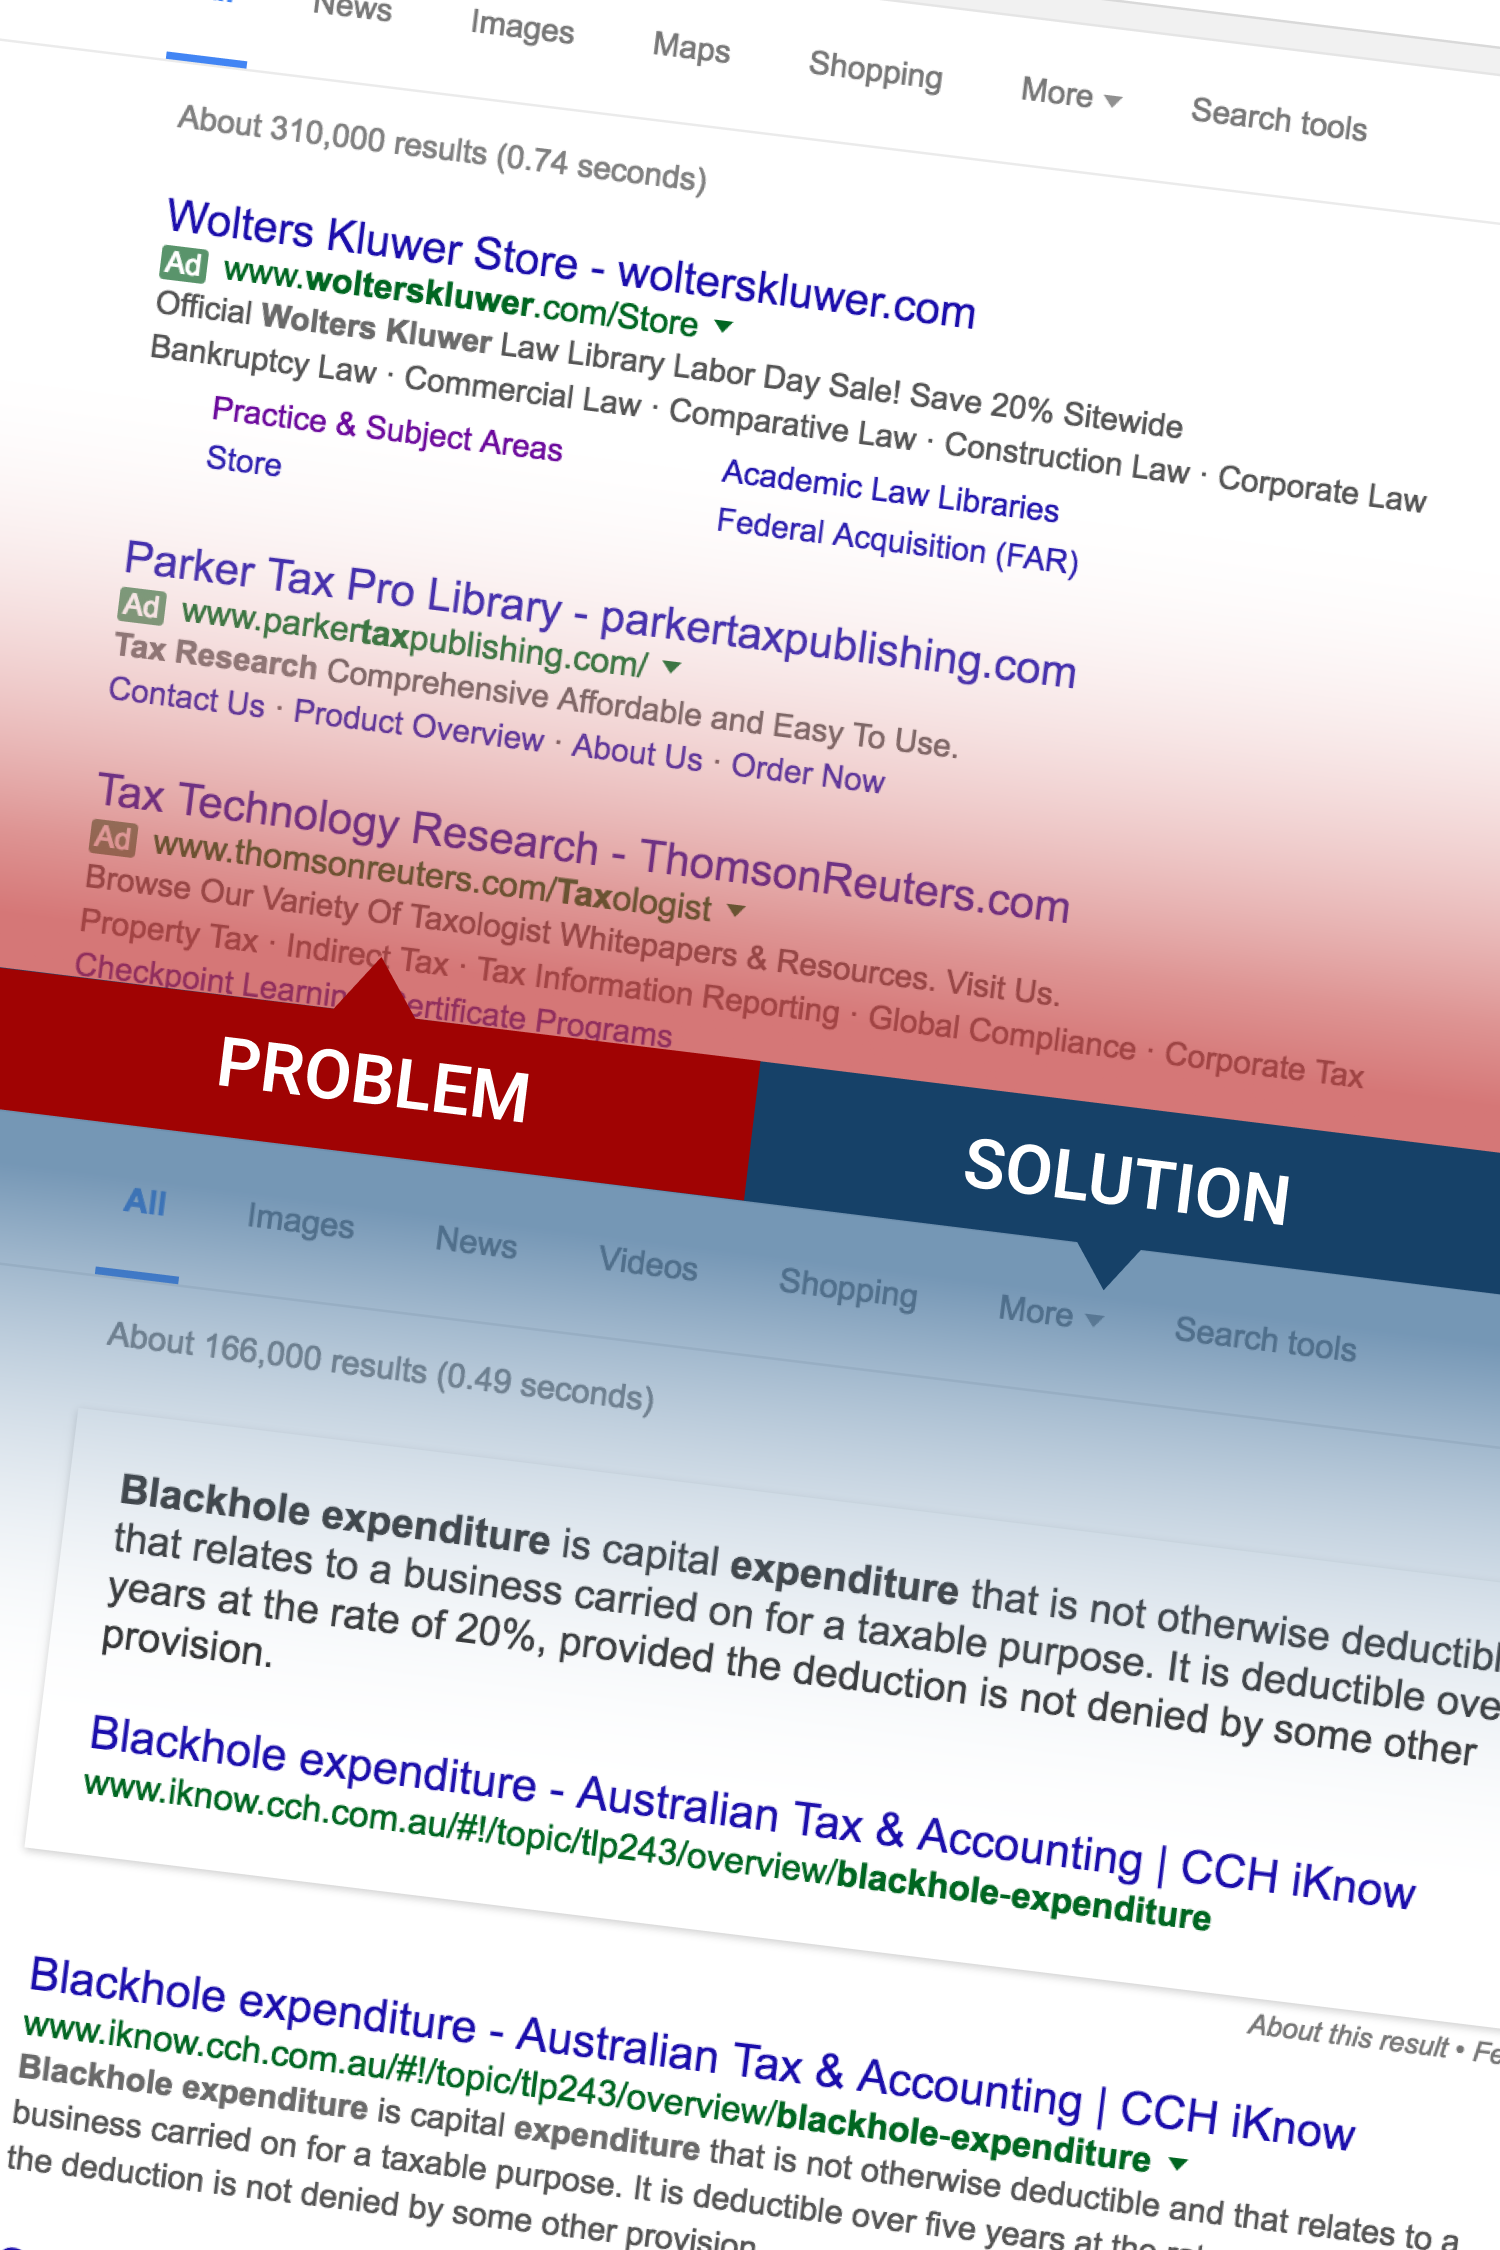 News Images Maps Shopping More Search tools
About 310,000 results (0.74 seconds)
Wolters Kluwer Store - wolterskluwer.com
Ad www.wolterskluwer.com/Store
Official Wolters Kluwer Law Library Labor Day Sale! Save 20% Sitewide
Bankruptcy Law · Commercial Law · Comparative Law · Construction Law · Corporate Law
Practice & Subject Areas Academic Law Libraries
Store Federal Acquisition (FAR)
Parker Tax Pro Library - parkertaxpublishing.com
Ad www.parkertaxpublishing.com/
Tax Research Comprehensive Affordable and Easy To Use.
Contact Us · Product Overview · About Us · Order Now
Tax Technology Research - ThomsonReuters.com
Ad www.thomsonreuters.com/Taxologist
Browse Our Variety Of Taxologist Whitepapers & Resources. Visit Us.
Property Tax · Indirect Tax · Tax Information Reporting · Global Compliance · Corporate Tax
Checkpoint Learnin ertificate Programs
PROBLEM SOLUTION
All Images News Videos Shopping More Search tools
About 166,000 results (0.49 seconds)
Blackhole expenditure is capital expenditure that is not otherwise deductibl
that relates to a business carried on for a taxable purpose. It is deductible ove
years at the rate of 20%, provided the deduction is not denied by some other
provision.
Blackhole expenditure - Australian Tax & Accounting | CCH iKnow
www.iknow.cch.com.au/#!/topic/tlp243/overview/blackhole-expenditure
About this result • Fe
Blackhole expenditure - Australian Tax & Accounting | CCH iKnow
www.iknow.cch.com.au/#!/topic/tlp243/overview/blackhole-expenditure
Blackhole expenditure is capital expenditure that is not otherwise deductible and that relates to a
business carried on for a taxable purpose. It is deductible over five years at the
the deduction is not denied by some other provision